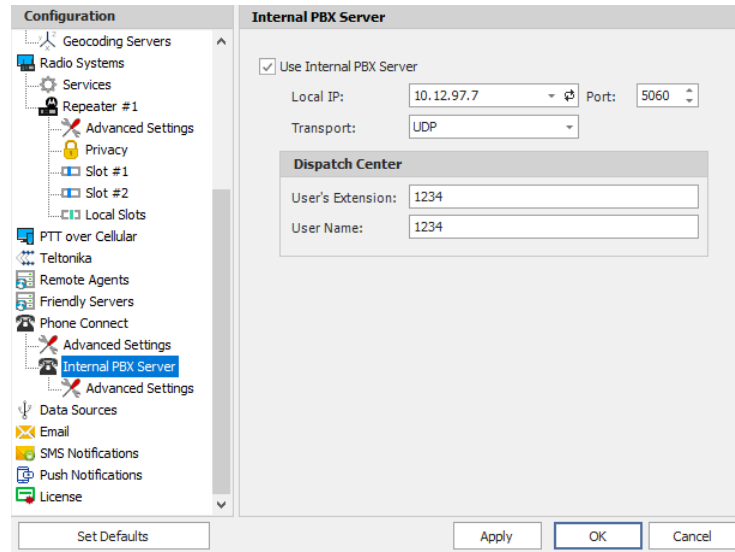 Configuration
Geocoding Servers
Radio Systems
Services
Repeater #1
Advanced Settings
Privacy
Slot #1
Slot #2
Local Slots
PTT over Cellular
Teltonika
Remote Agents
Friendly Servers
Phone Connect
Advanced Settings
Internal PBX Server
Advanced Settings
Data Sources
Email
SMS Notifications
Push Notifications
License
Set Defaults
Internal PBX Server
Use Internal PBX Server
Local IP: 10.12.97.7 Port: 5060
Transport: UDP
Dispatch Center
User's Extension: 1234
User Name: 1234
Apply OK Cancel